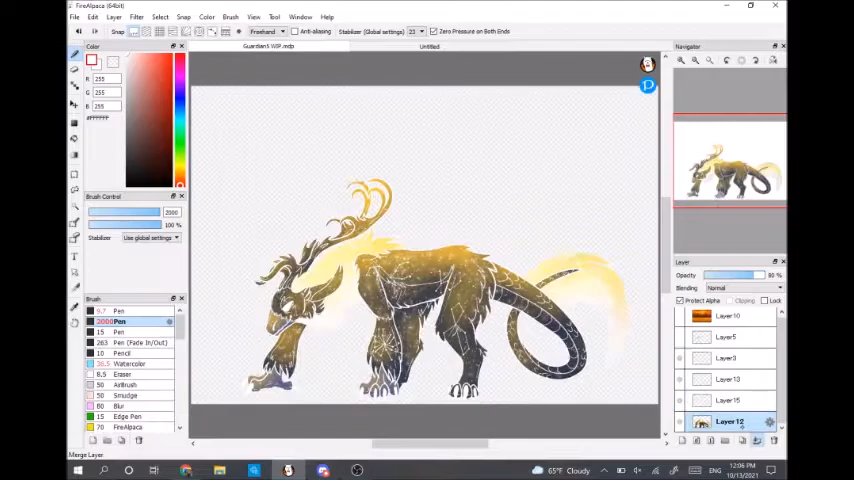 FireAlpaca (64bit)
File Edit Layer Filter Select Snap Color Brush View Tool Window Help
Snap Freehand Anti-aliasing Stabilizer (Global settings) 23 Zero Pressure on Both Ends
Color
GuardianS WIP.mdp Untitled
Navigator
R 255
G 255
B 255
#FFFFFF
Brush Control
2000
100 %
Stabilizer Use global settings
Layer
Opacity 80 %
Blending Normal
Protect Alpha Clipping Lock
Brush
9.7 Pen
2000 Pen
15 Pen
263 Pen (Fade In/Out)
10 Pencil
36.5 Watercolor
8.5 Eraser
50 AirBrush
50 Smudge
80 Blur
15 Edge Pen
70 FireAlpaca
Layer10
Layer5
Layer3
Layer13
Layer15
Layer12
Merge Layer
65°F Cloudy ENG 12:06 PM
10/13/2021